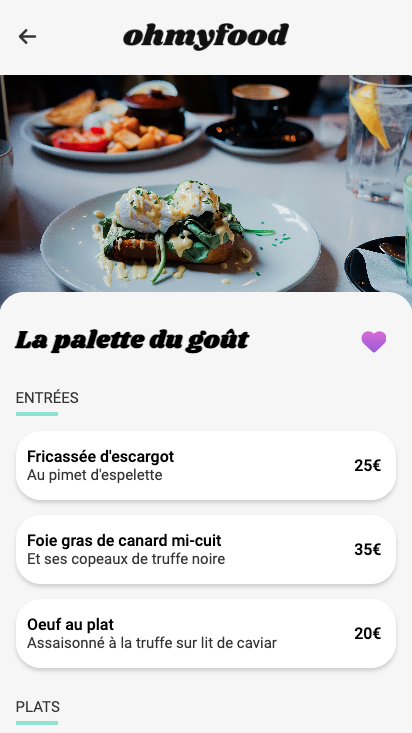 ohmyfood
La palette du goût
ENTRÉES
Fricassée d'escargot
Au pimet d'espelette
25€
Foie gras de canard mi-cuit
Et ses copeaux de truffe noire
35€
Oeuf au plat
Assaisonné à la truffe sur lit de caviar
20€
PLATS